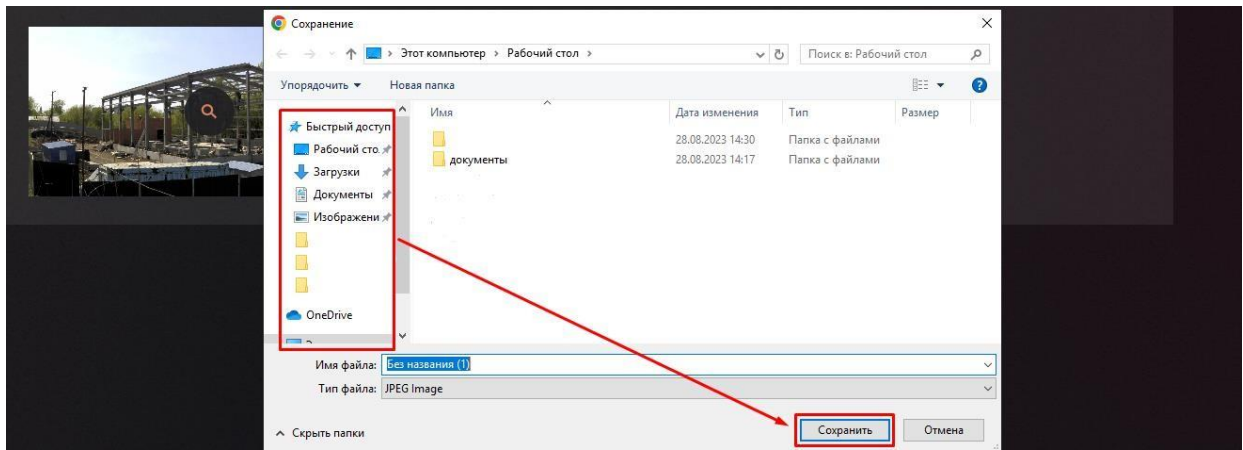 Сохранение
Этот компьютер > Рабочий стол >
Поиск в: Рабочий стол
Упорядочить
Новая папка
Имя
Дата изменения
Тип
Размер
Быстрый доступ
Рабочий сто
Загрузки
Документы
Изображени
OneDrive
28.08.2023 14:30
Папка с файлами
документы
28.08.2023 14:17
Папка с файлами
Имя файла: Без названия (1)
Тип файла: JPEG Image
Скрыть папки
Сохранить
Отмена